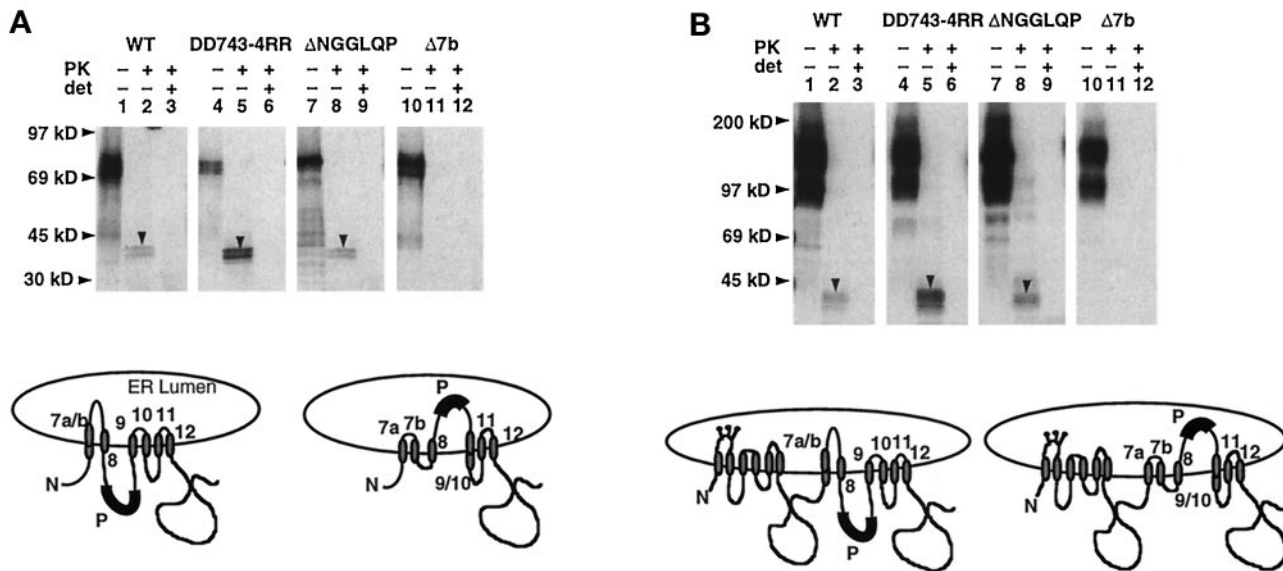 A
WT DD743-4RR ΔNGGLQP Δ7b
PK – + + – + + – + + – + +
det – – + – – + – – + – – +
1 2 3 4 5 6 7 8 9 10 11 12
97 kD
69 kD
45 kD
30 kD
ER Lumen
7a/b 9 10 11 12
8
N
P
P
7a 7b 8 11 12
9/10
N
B
WT DD743-4RR ΔNGGLQP Δ7b
PK – + + – + + – + + – + +
det – – + – – + – – + – – +
1 2 3 4 5 6 7 8 9 10 11 12
200 kD
97 kD
69 kD
45 kD
7a/b 9 10 11 12
8
N
P
P
7a 7b 8 11 12
9/10
N